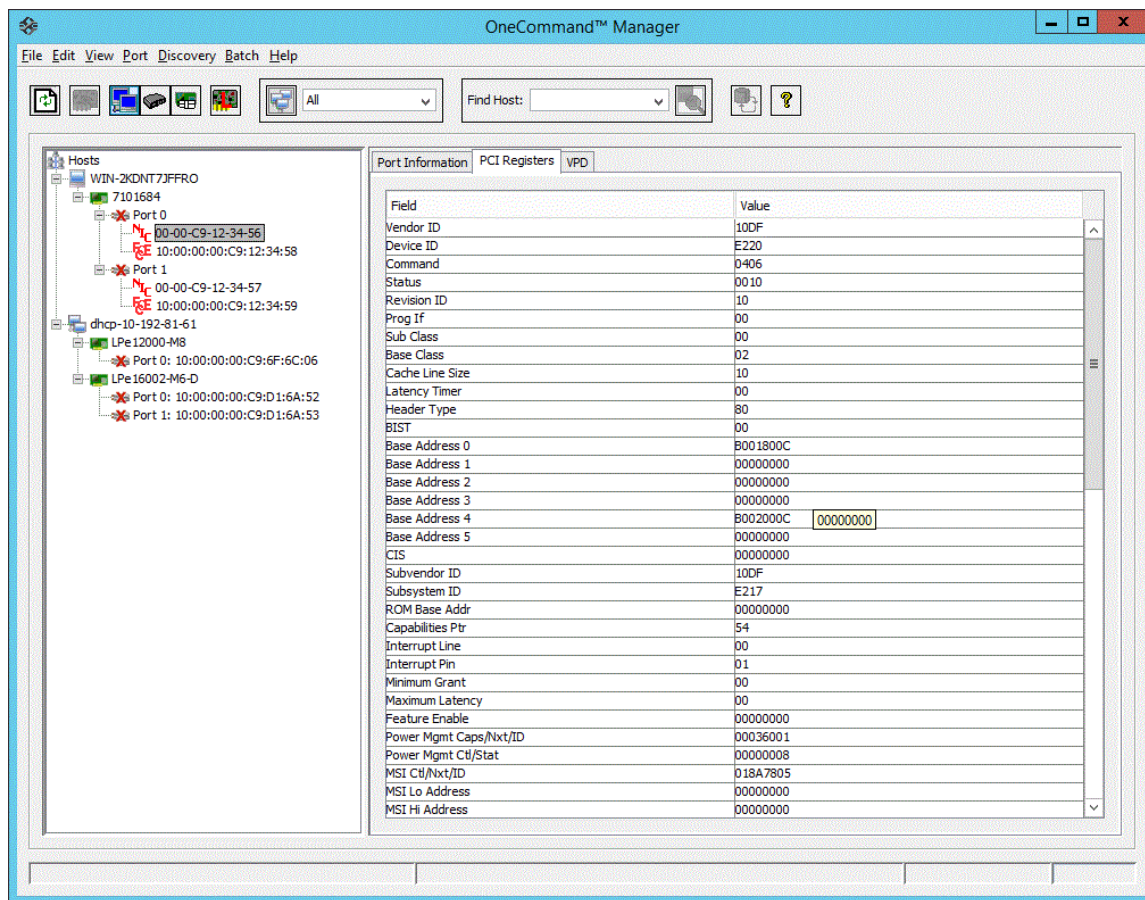 OneCommand™ Manager
File Edit View Port Discovery Batch Help
All
Find Host:
Hosts
WIN-2KDNT7JFFRO
7101684
Port 0
NIC 00-00-C9-12-34-56
FCoE 10:00:00:00:C9:12:34:58
Port 1
NIC 00-00-C9-12-34-57
FCoE 10:00:00:00:C9:12:34:59
dhcp-10-192-81-61
LPe12000-M8
Port 0: 10:00:00:00:C9:6F:6C:06
LPe16002-M6-D
Port 0: 10:00:00:00:C9:D1:6A:52
Port 1: 10:00:00:00:C9:D1:6A:53
Port Information PCI Registers VPD
Field Value
Vendor ID 10DF
Device ID E220
Command 0406
Status 0010
Revision ID 10
Prog If 00
Sub Class 00
Base Class 02
Cache Line Size 10
Latency Timer 00
Header Type 80
BIST 00
Base Address 0 B001800C
Base Address 1 00000000
Base Address 2 00000000
Base Address 3 00000000
Base Address 4 B002000C 00000000
Base Address 5 00000000
CIS 00000000
Subvendor ID 10DF
Subsystem ID E217
ROM Base Addr 00000000
Capabilities Ptr 54
Interrupt Line 00
Interrupt Pin 01
Minimum Grant 00
Maximum Latency 00
Feature Enable 00000000
Power Mgmt Caps/Nxt/ID 00036001
Power Mgmt Ctl/Stat 00000008
MSI Ctl/Nxt/ID 018A7805
MSI Lo Address 00000000
MSI Hi Address 00000000